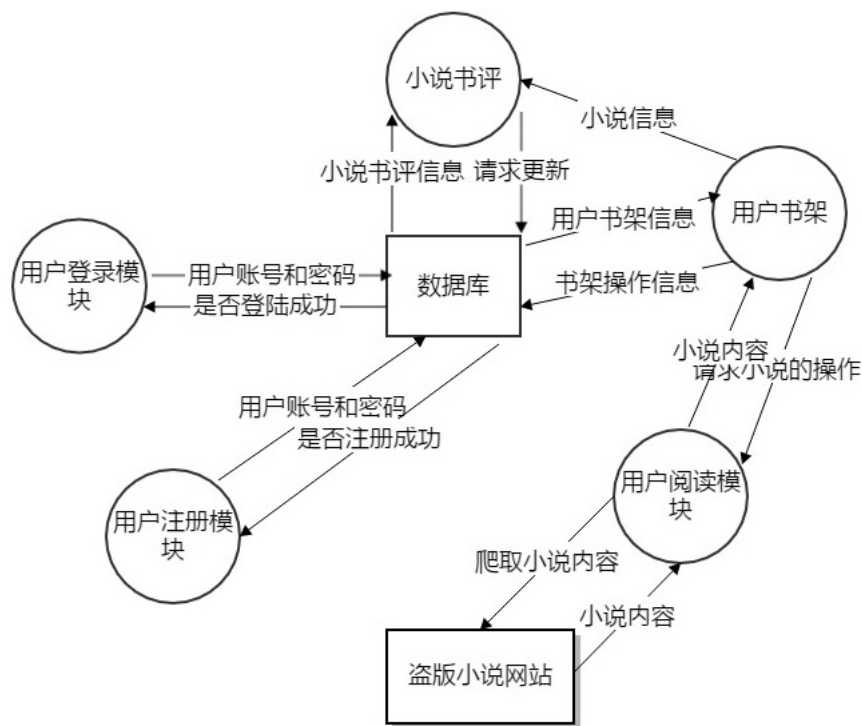 小说书评
小说信息
小说书评信息
请求更新
用户书架
用户书架信息
用户登录模
块
用户账号和密码
是否登陆成功
数据库
书架操作信息
小说内容
请求小说的操作
用户账号和密码
是否注册成功
用户阅读模
块
用户注册模
块
爬取小说内容
小说内容
盗版小说网站